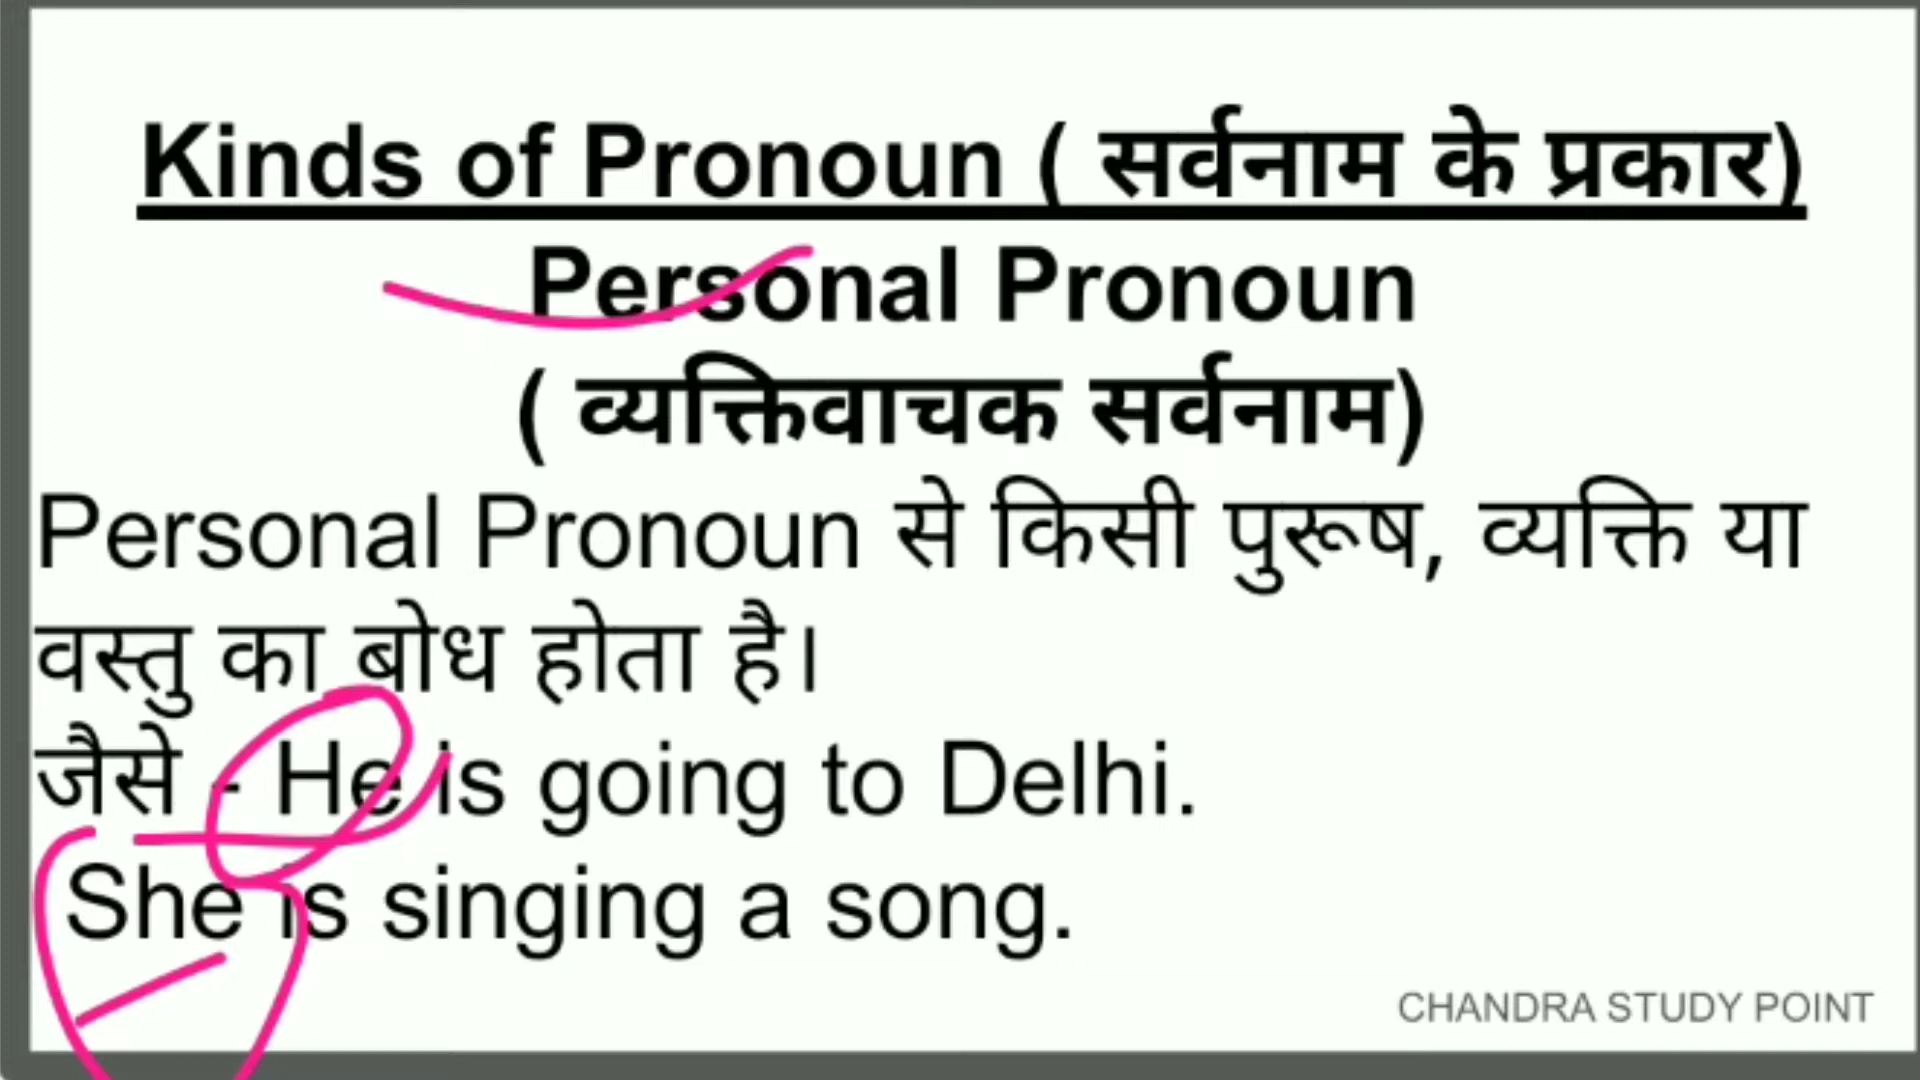 Kinds of Pronoun ( सर्वनाम के प्रकार)
Personal Pronoun
( व्यक्तिवाचक सर्वनाम)
Personal Pronoun से किसी पुरूष, व्यक्ति या
वस्तु का बोध होता है।
जैसे - He is going to Delhi.
She is singing a song.
CHANDRA STUDY POINT